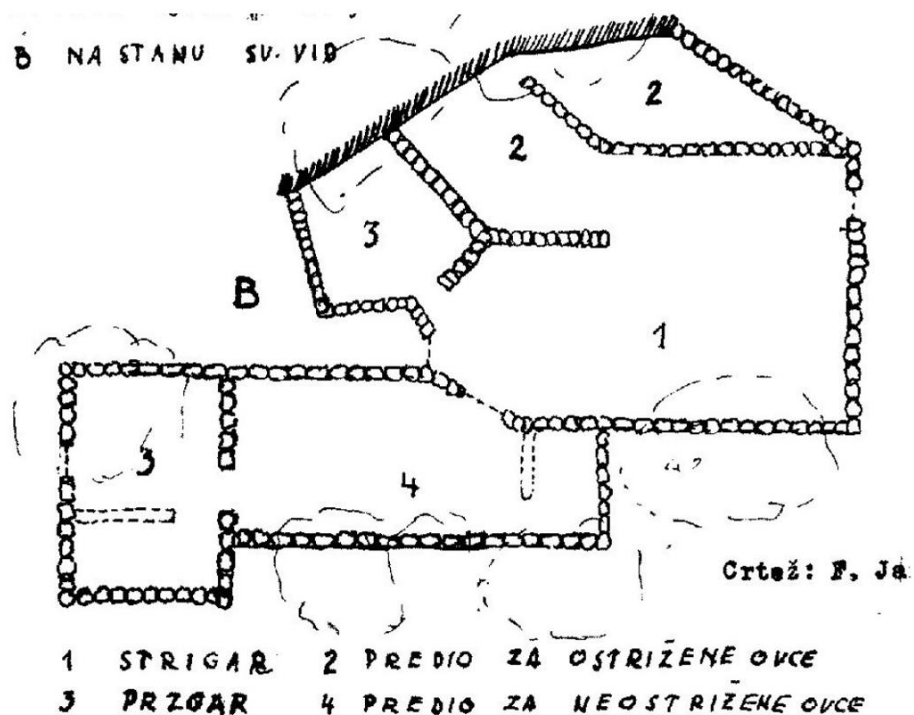 B NA STANU SV. VID
2
2
3
B
1
3
4
Crtež: F. Ja
1 STRIGAR 2 PREDIO ZA OSTRIŽENE OVCE
3 PRZGAR 4 PREDIO ZA NEOSTRIŽENE OVCE